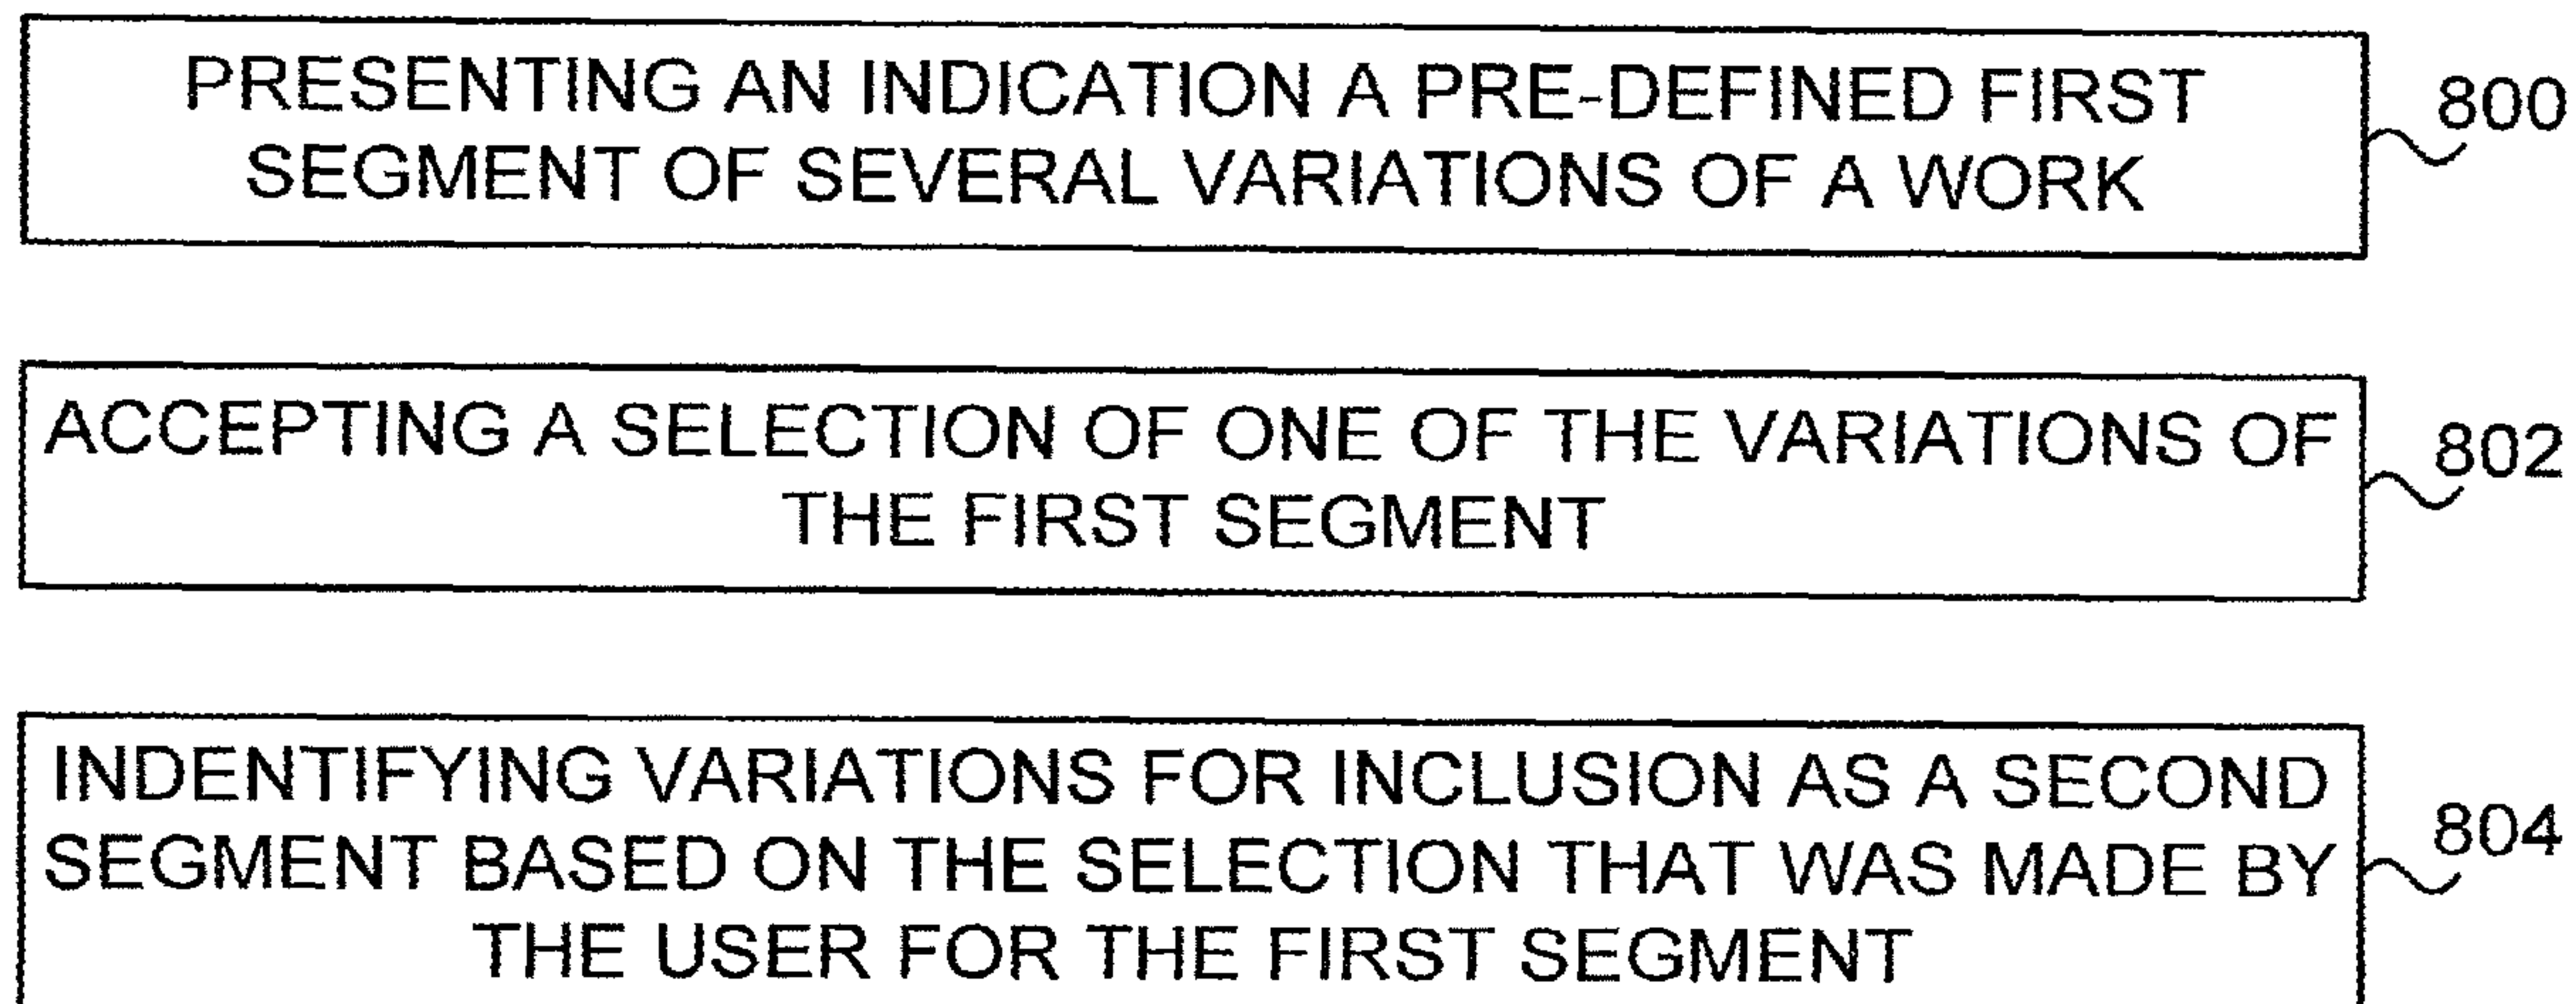 PRESENTING AN INDICATION A PRE-DEFINED FIRST
SEGMENT OF SEVERAL VARIATIONS OF A WORK
800
ACCEPTING A SELECTION OF ONE OF THE VARIATIONS OF
THE FIRST SEGMENT
802
INDENTIFYING VARIATIONS FOR INCLUSION AS A SECOND
SEGMENT BASED ON THE SELECTION THAT WAS MADE BY
THE USER FOR THE FIRST SEGMENT
804